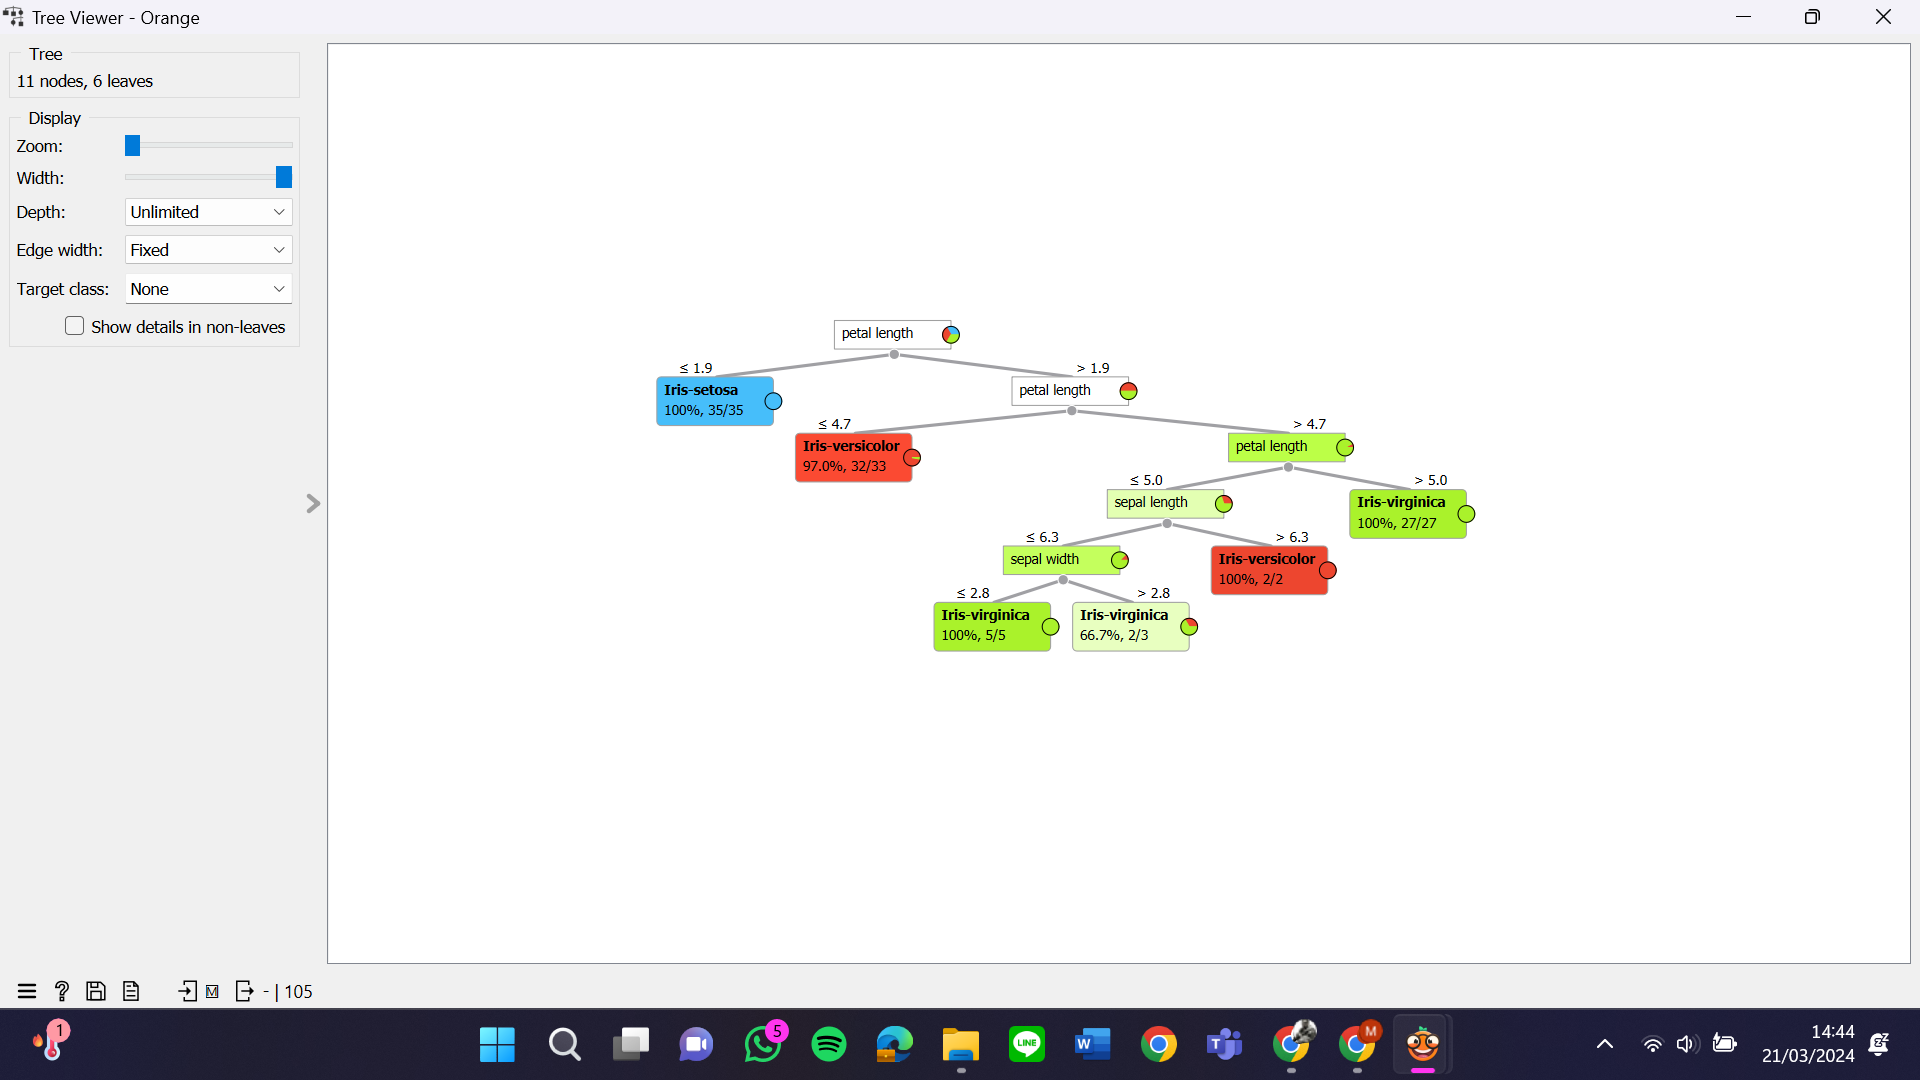 Tree Viewer - Orange
Tree
11 nodes, 6 leaves
Display
Zoom:
Width:
Depth: Unlimited
Edge width: Fixed
Target class: None
Show details in non-leaves
petal length
≤ 1.9
> 1.9
Iris-setosa
100%, 35/35
petal length
≤ 4.7
> 4.7
Iris-versicolor
97.0%, 32/33
petal length
≤ 5.0
> 5.0
sepal length
Iris-virginica
100%, 27/27
≤ 6.3
> 6.3
sepal width
Iris-versicolor
100%, 2/2
≤ 2.8
> 2.8
Iris-virginica
100%, 5/5
Iris-virginica
66.7%, 2/3
M
- | 105
1
5
LINE
W
T
M
14:44
21/03/2024